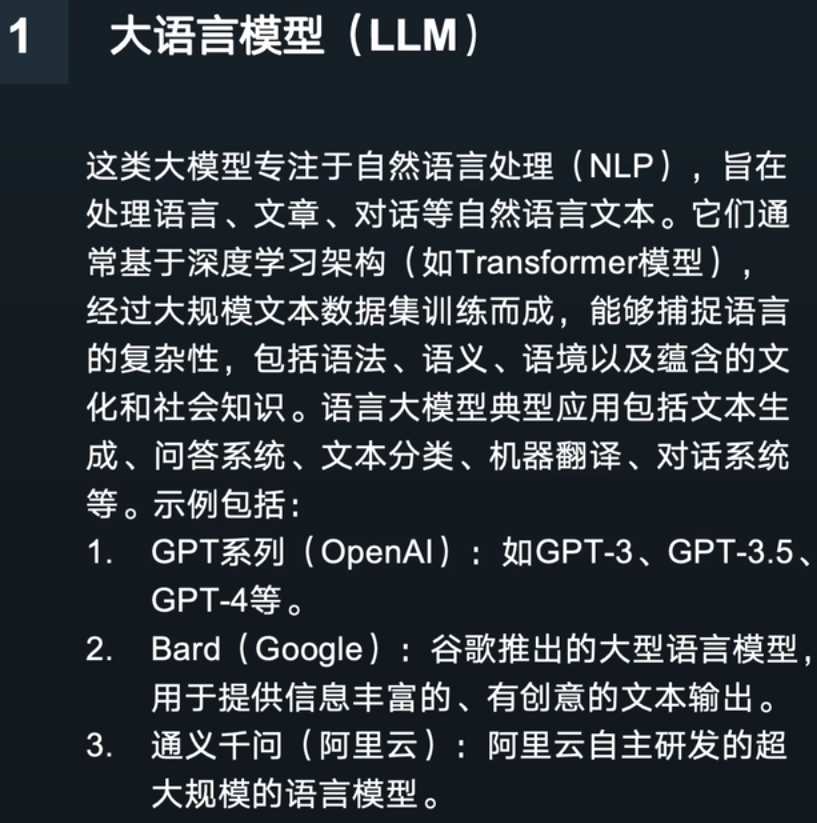 1
大语言模型（LLM）
这类大模型专注于自然语言处理（NLP），旨在
处理语言、文章、对话等自然语言文本。它们通
常基于深度学习架构（如Transformer模型），
经过大规模文本数据集训练而成，能够捕捉语言
的复杂性，包括语法、语义、语境以及蕴含的文
化和社会知识。语言大模型典型应用包括文本生
成、问答系统、文本分类、机器翻译、对话系统
等。示例包括：
1. GPT系列（OpenAI）：如GPT-3、GPT-3.5、
GPT-4等。
2. Bard（Google）：谷歌推出的大型语言模型，
用于提供信息丰富的、有创意的文本输出。
3. 通义千问（阿里云）：阿里云自主研发的超
大规模的语言模型。